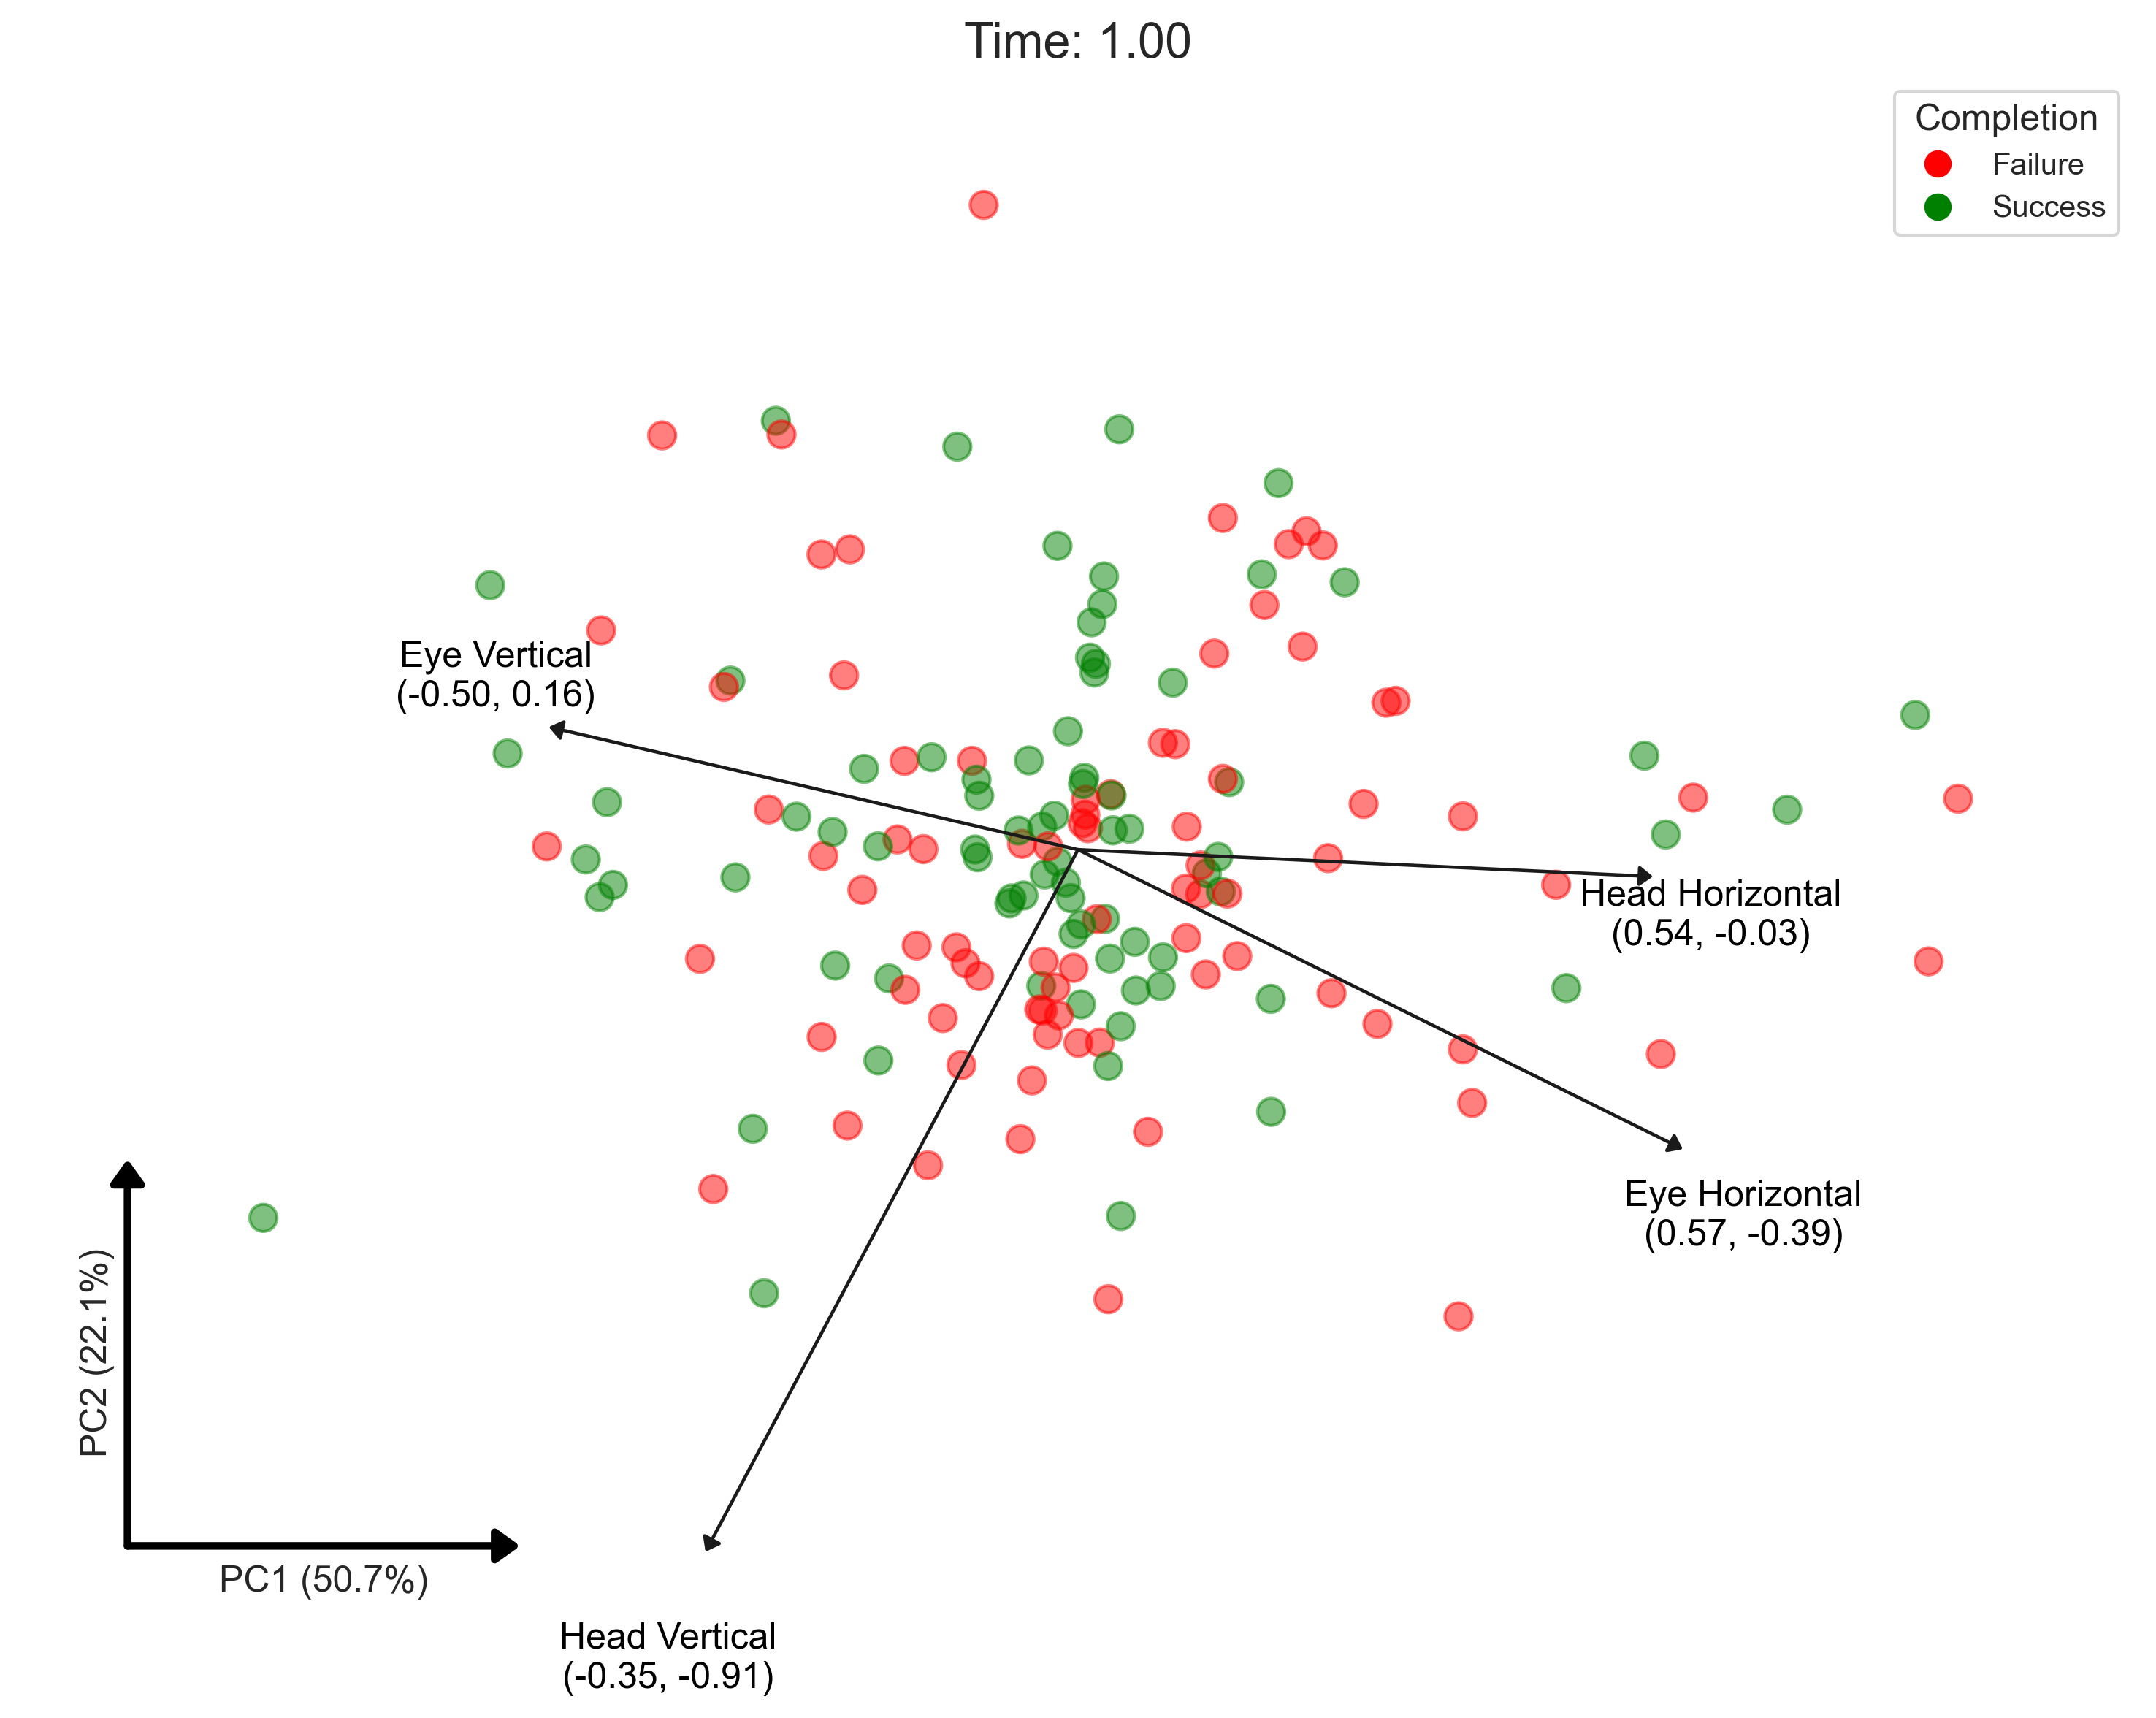 Time: 1.00
Completion
Failure
Success
Eye Vertical
(-0.50, 0.16)
Head Horizontal
(0.54, -0.03)
Eye Horizontal
(0.57, -0.39)
PC2 (22.1%)
PC1 (50.7%)
Head Vertical
(-0.35, -0.91)